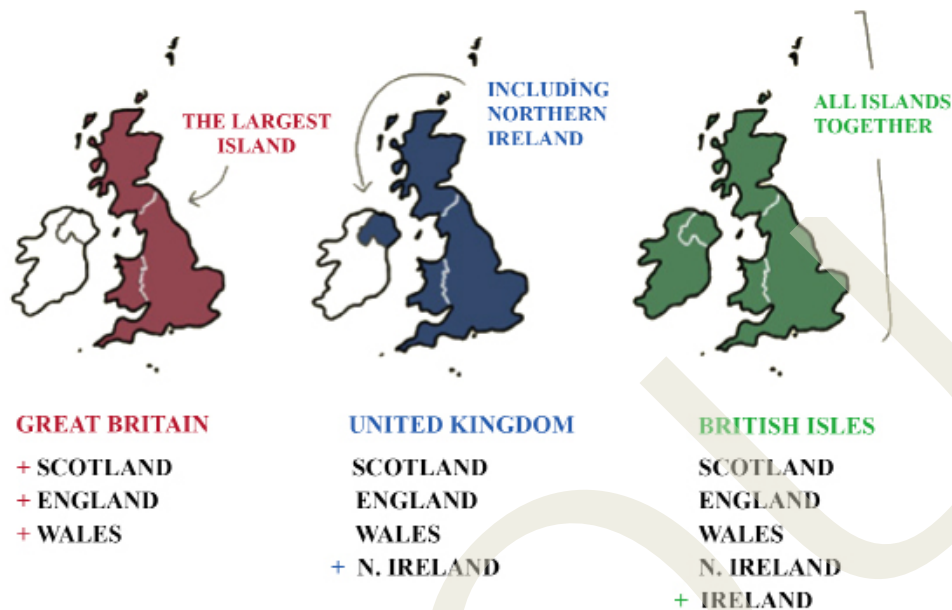 THE LARGEST
ISLAND
INCLUDİNG
NORTHERN
IRELAND
ALL ISLANDS
TOGETHER
GREAT BRITAIN
+ SCOTLAND
+ ENGLAND
+ WALES
UNITED KINGDOM
SCOTLAND
ENGLAND
WALES
+ N. IRELAND
BRITISH ISLES
SCOTLAND
ENGLAND
WALES
N. IRELAND
+ IRELAND